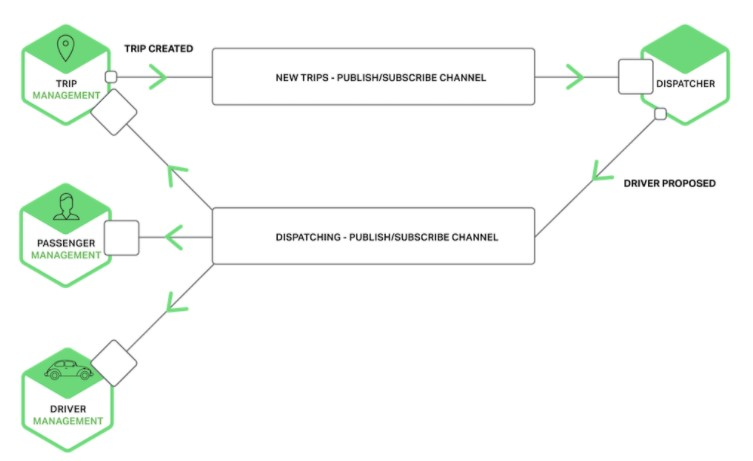 TRIP CREATED
TRIP
MANAGEMENT
NEW TRIPS - PUBLISH/SUBSCRIBE CHANNEL
DISPATCHER
DRIVER PROPOSED
PASSENGER
MANAGEMENT
DISPATCHING - PUBLISH/SUBSCRIBE CHANNEL
DRIVER
MANAGEMENT